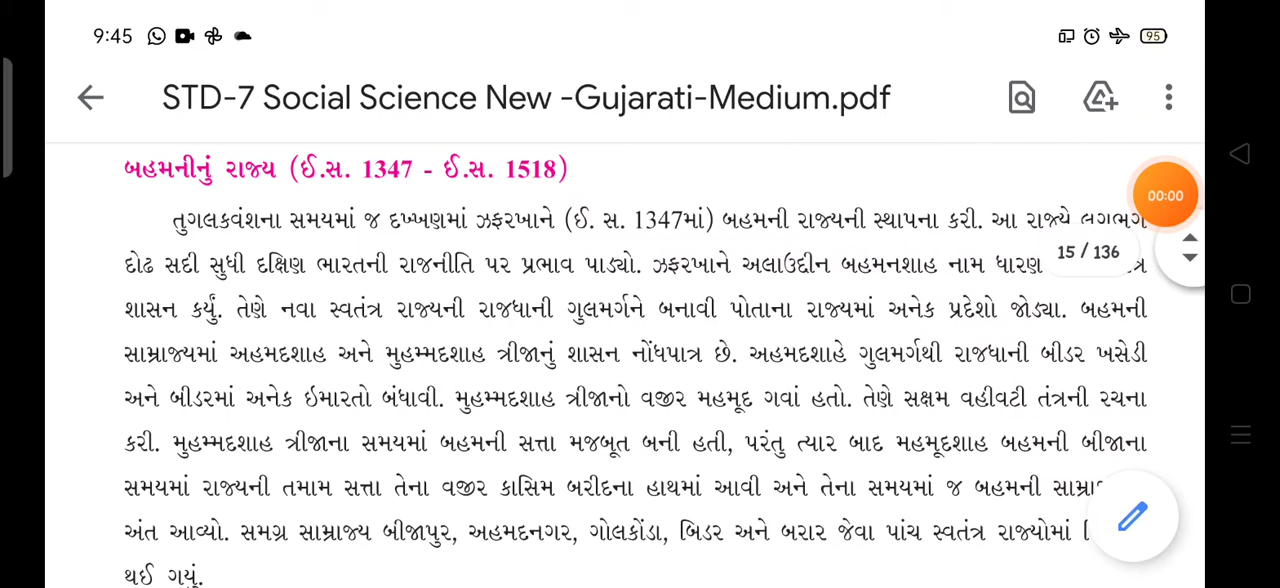 9:45
95
STD-7 Social Science New -Gujarati-Medium.pdf
બહમનીનું રાજ્ય (ઈ.સ. 1347 - ઈ.સ. 1518)
00:00
તુગલકવંશના સમયમાં જ દખ્ખણમાં ઝફરખાને (ઈ. સ. 1347માં) બહમની રાજ્યની સ્થાપના કરી. આ રાજ્યે લગભગ
15 / 136
દોઢ સદી સુધી દક્ષિણ ભારતની રાજનીતિ પર પ્રભાવ પાડ્યો. ઝફરખાને અલાઉદ્દીન બહમનશાહ નામ ધારણ
શાસન કર્યું. તેણે નવા સ્વતંત્ર રાજ્યની રાજધાની ગુલમર્ગને બનાવી પોતાના રાજ્યમાં અનેક પ્રદેશો જોડ્યા. બહમની
સામ્રાજ્યમાં અહમદશાહ અને મુહમ્મદશાહ ત્રીજાનું શાસન નોંધપાત્ર છે. અહમદશાહે ગુલમર્ગથી રાજધાની બીડર ખસેડી
અને બીડરમાં અનેક ઇમારતો બંધાવી. મુહમ્મદશાહ ત્રીજાનો વજીર મહમૂદ ગવાં હતો. તેણે સક્ષમ વહીવટી તંત્રની રચના
કરી. મુહમ્મદશાહ ત્રીજાના સમયમાં બહમની સત્તા મજબૂત બની હતી, પરંતુ ત્યાર બાદ મહમૂદશાહ બહમની બીજાના
સમયમાં રાજ્યની તમામ સત્તા તેના વજીર કાસિમ બરીદના હાથમાં આવી અને તેના સમયમાં જ બહમની
અંત આવ્યો. સમગ્ર સામ્રાજ્ય બીજાપુર, અહમદનગર, ગોલકોંડા, બિડર અને બરાર જેવા પાંચ સ્વતંત્ર રાજ્યોમાં
થઈ ગયું.